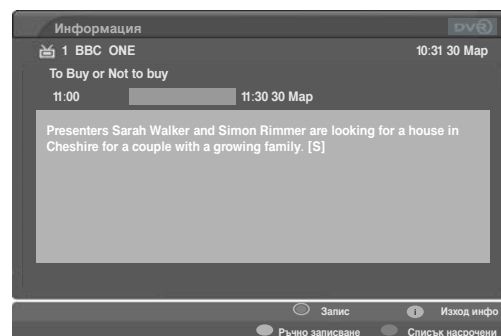 Информация DVR
1 BBC ONE 10:31 30 Мар
To Buy or Not to buy
11:00 11:30 30 Мар
Presenters Sarah Walker and Simon Rimmer are looking for a house in
Cheshire for a couple with a growing family. [S]
Запис i Изход инфо
Ръчно записване Списък насрочени